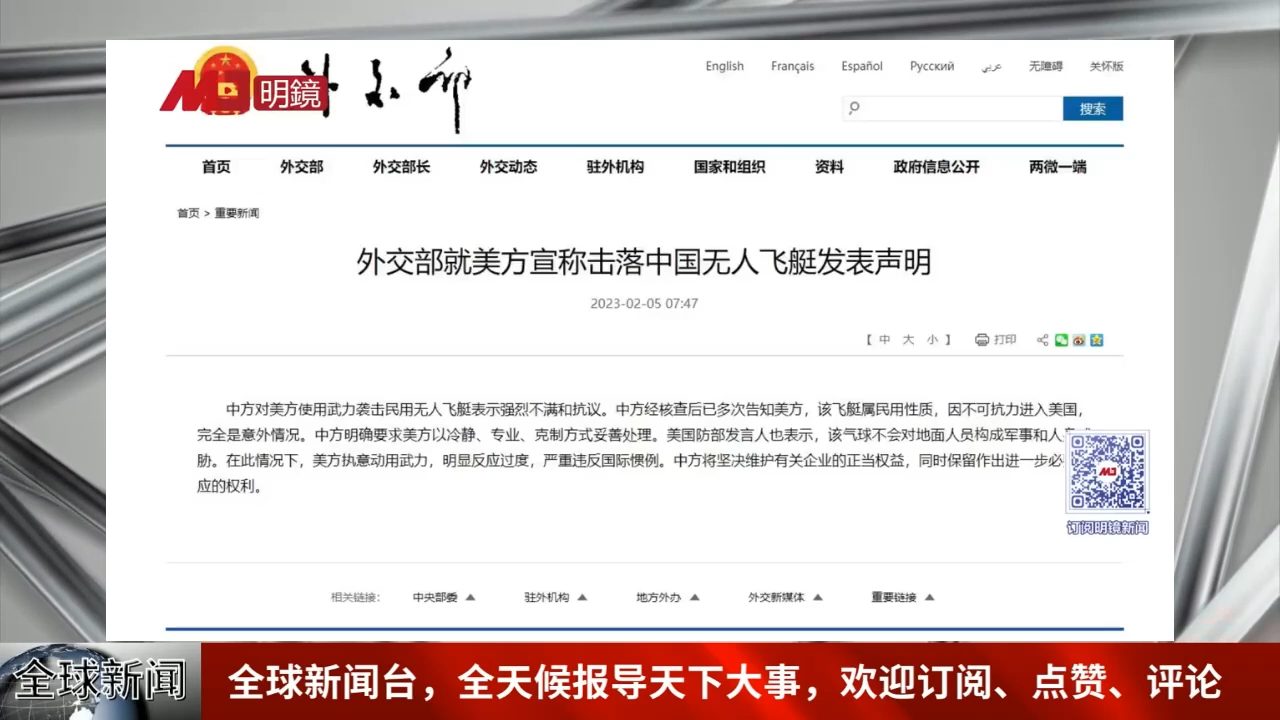 外交部
明鏡
English Français Español Русский عربي 无障碍 关怀版
搜索
首页 外交部 外交部长 外交动态 驻外机构 国家和组织 资料 政府信息公开 两微一端
首页 > 重要新闻
外交部就美方宣称击落中国无人飞艇发表声明
2023-02-05 07:47
【 中 大 小 】 打印
中方对美方使用武力袭击民用无人飞艇表示强烈不满和抗议。中方经核查后已多次告知美方，该飞艇属民用性质，因不可抗力进入美国，
完全是意外情况。中方明确要求美方以冷静、专业、克制方式妥善处理。美国国防部发言人也表示，该气球不会对地面人员构成军事和人
胁。在此情况下，美方执意动用武力，明显反应过度，严重违反国际惯例。中方将坚决维护有关企业的正当权益，同时保留作出进一步必
应的权利。
订阅明镜新闻
相关链接： 中央部委 驻外机构 地方外办 外交新媒体 重要链接
全球新闻
全球新闻台，全天候报导天下大事，欢迎订阅、点赞、评论